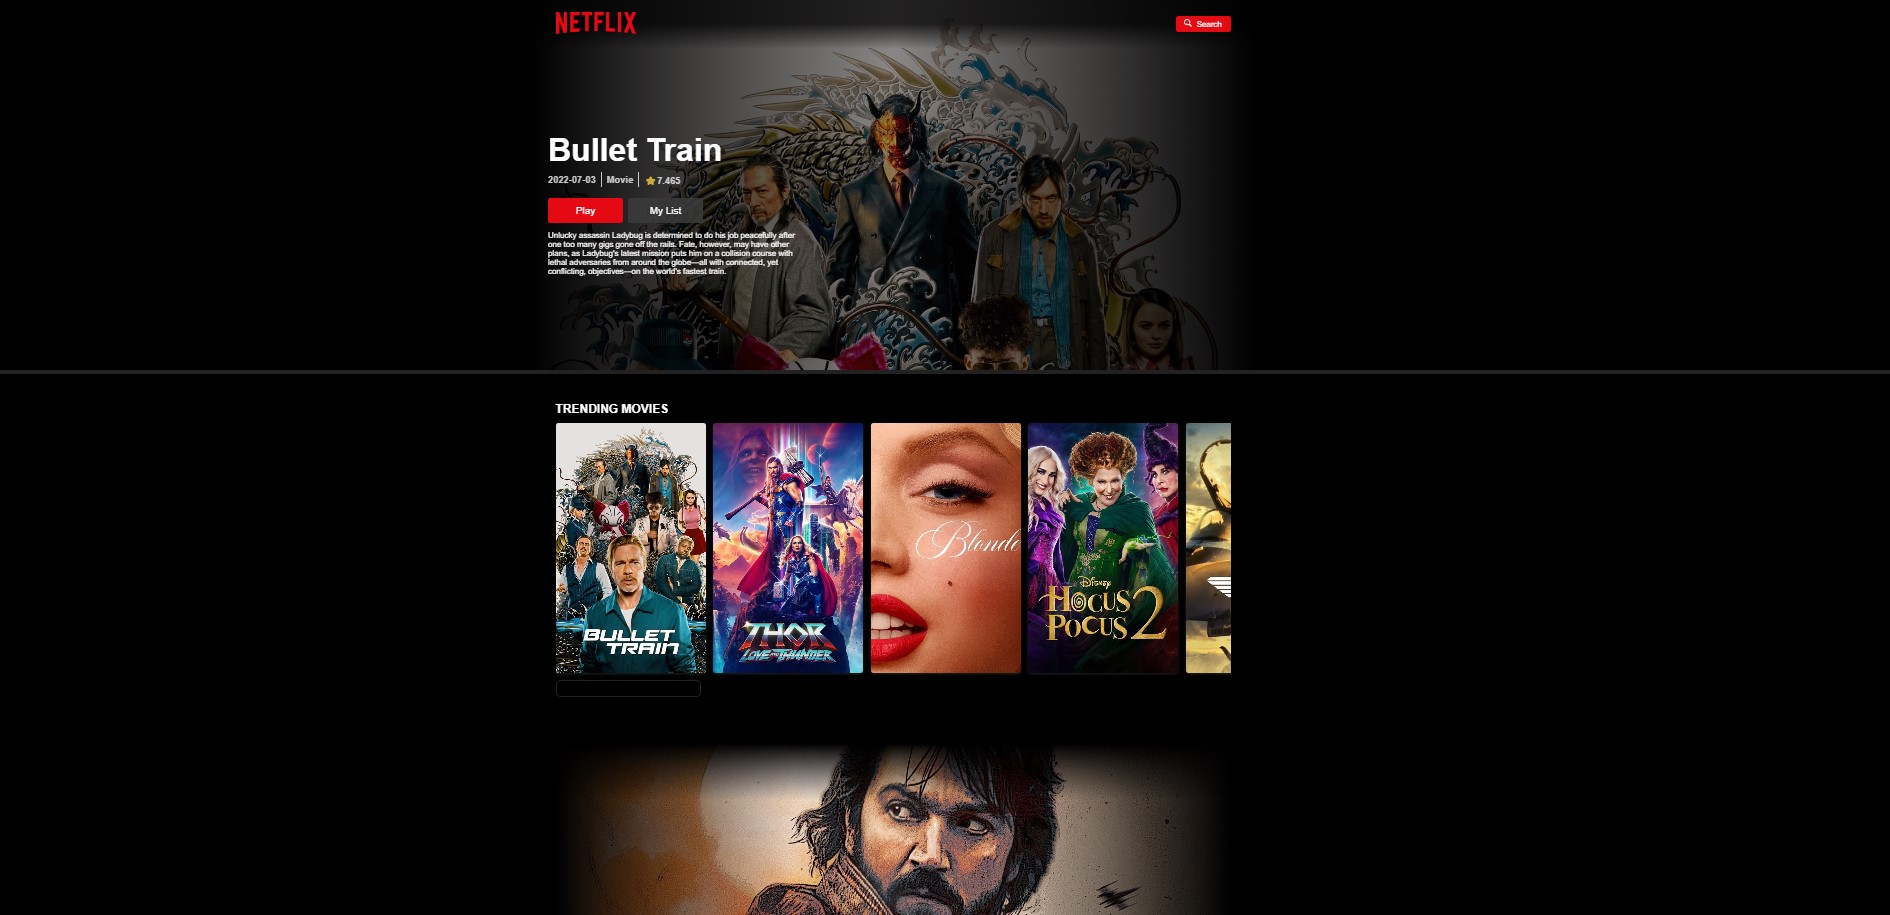 NETFLIX
Search
Bullet Train
2022-07-03 Movie 7.465
Play My List
Unlucky assassin Ladybug is determined to do his job peacefully after
one too many gigs gone off the rails. Fate, however, may have other
plans, as Ladybug's latest mission puts him on a collision course with
lethal adversaries from around the globe—all with connected, yet
conflicting, objectives—on the world's fastest train.
TRENDING MOVIES
BULLET
TRAIN
THOR
LOVE AND THUNDER
Blonde
Disney
HOCUS
POCUS 2